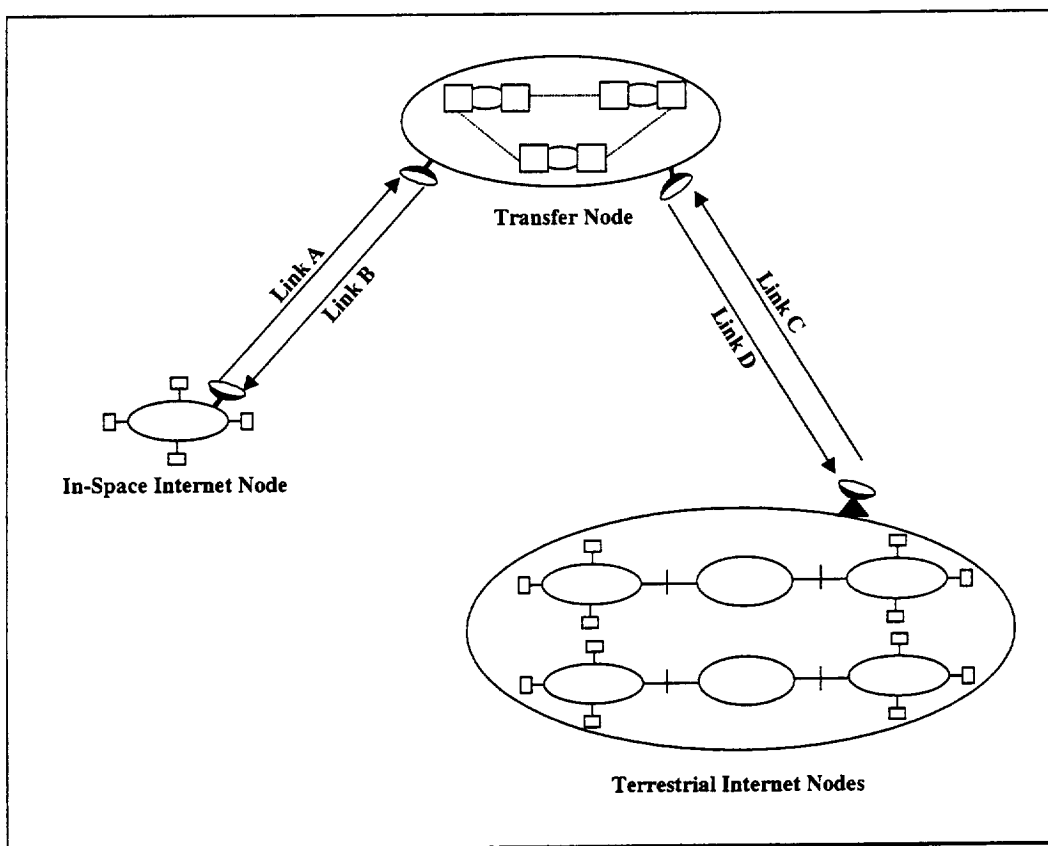 Transfer Node
Link A
Link B
Link C
Link D
In-Space Internet Node
Terrestrial Internet Nodes